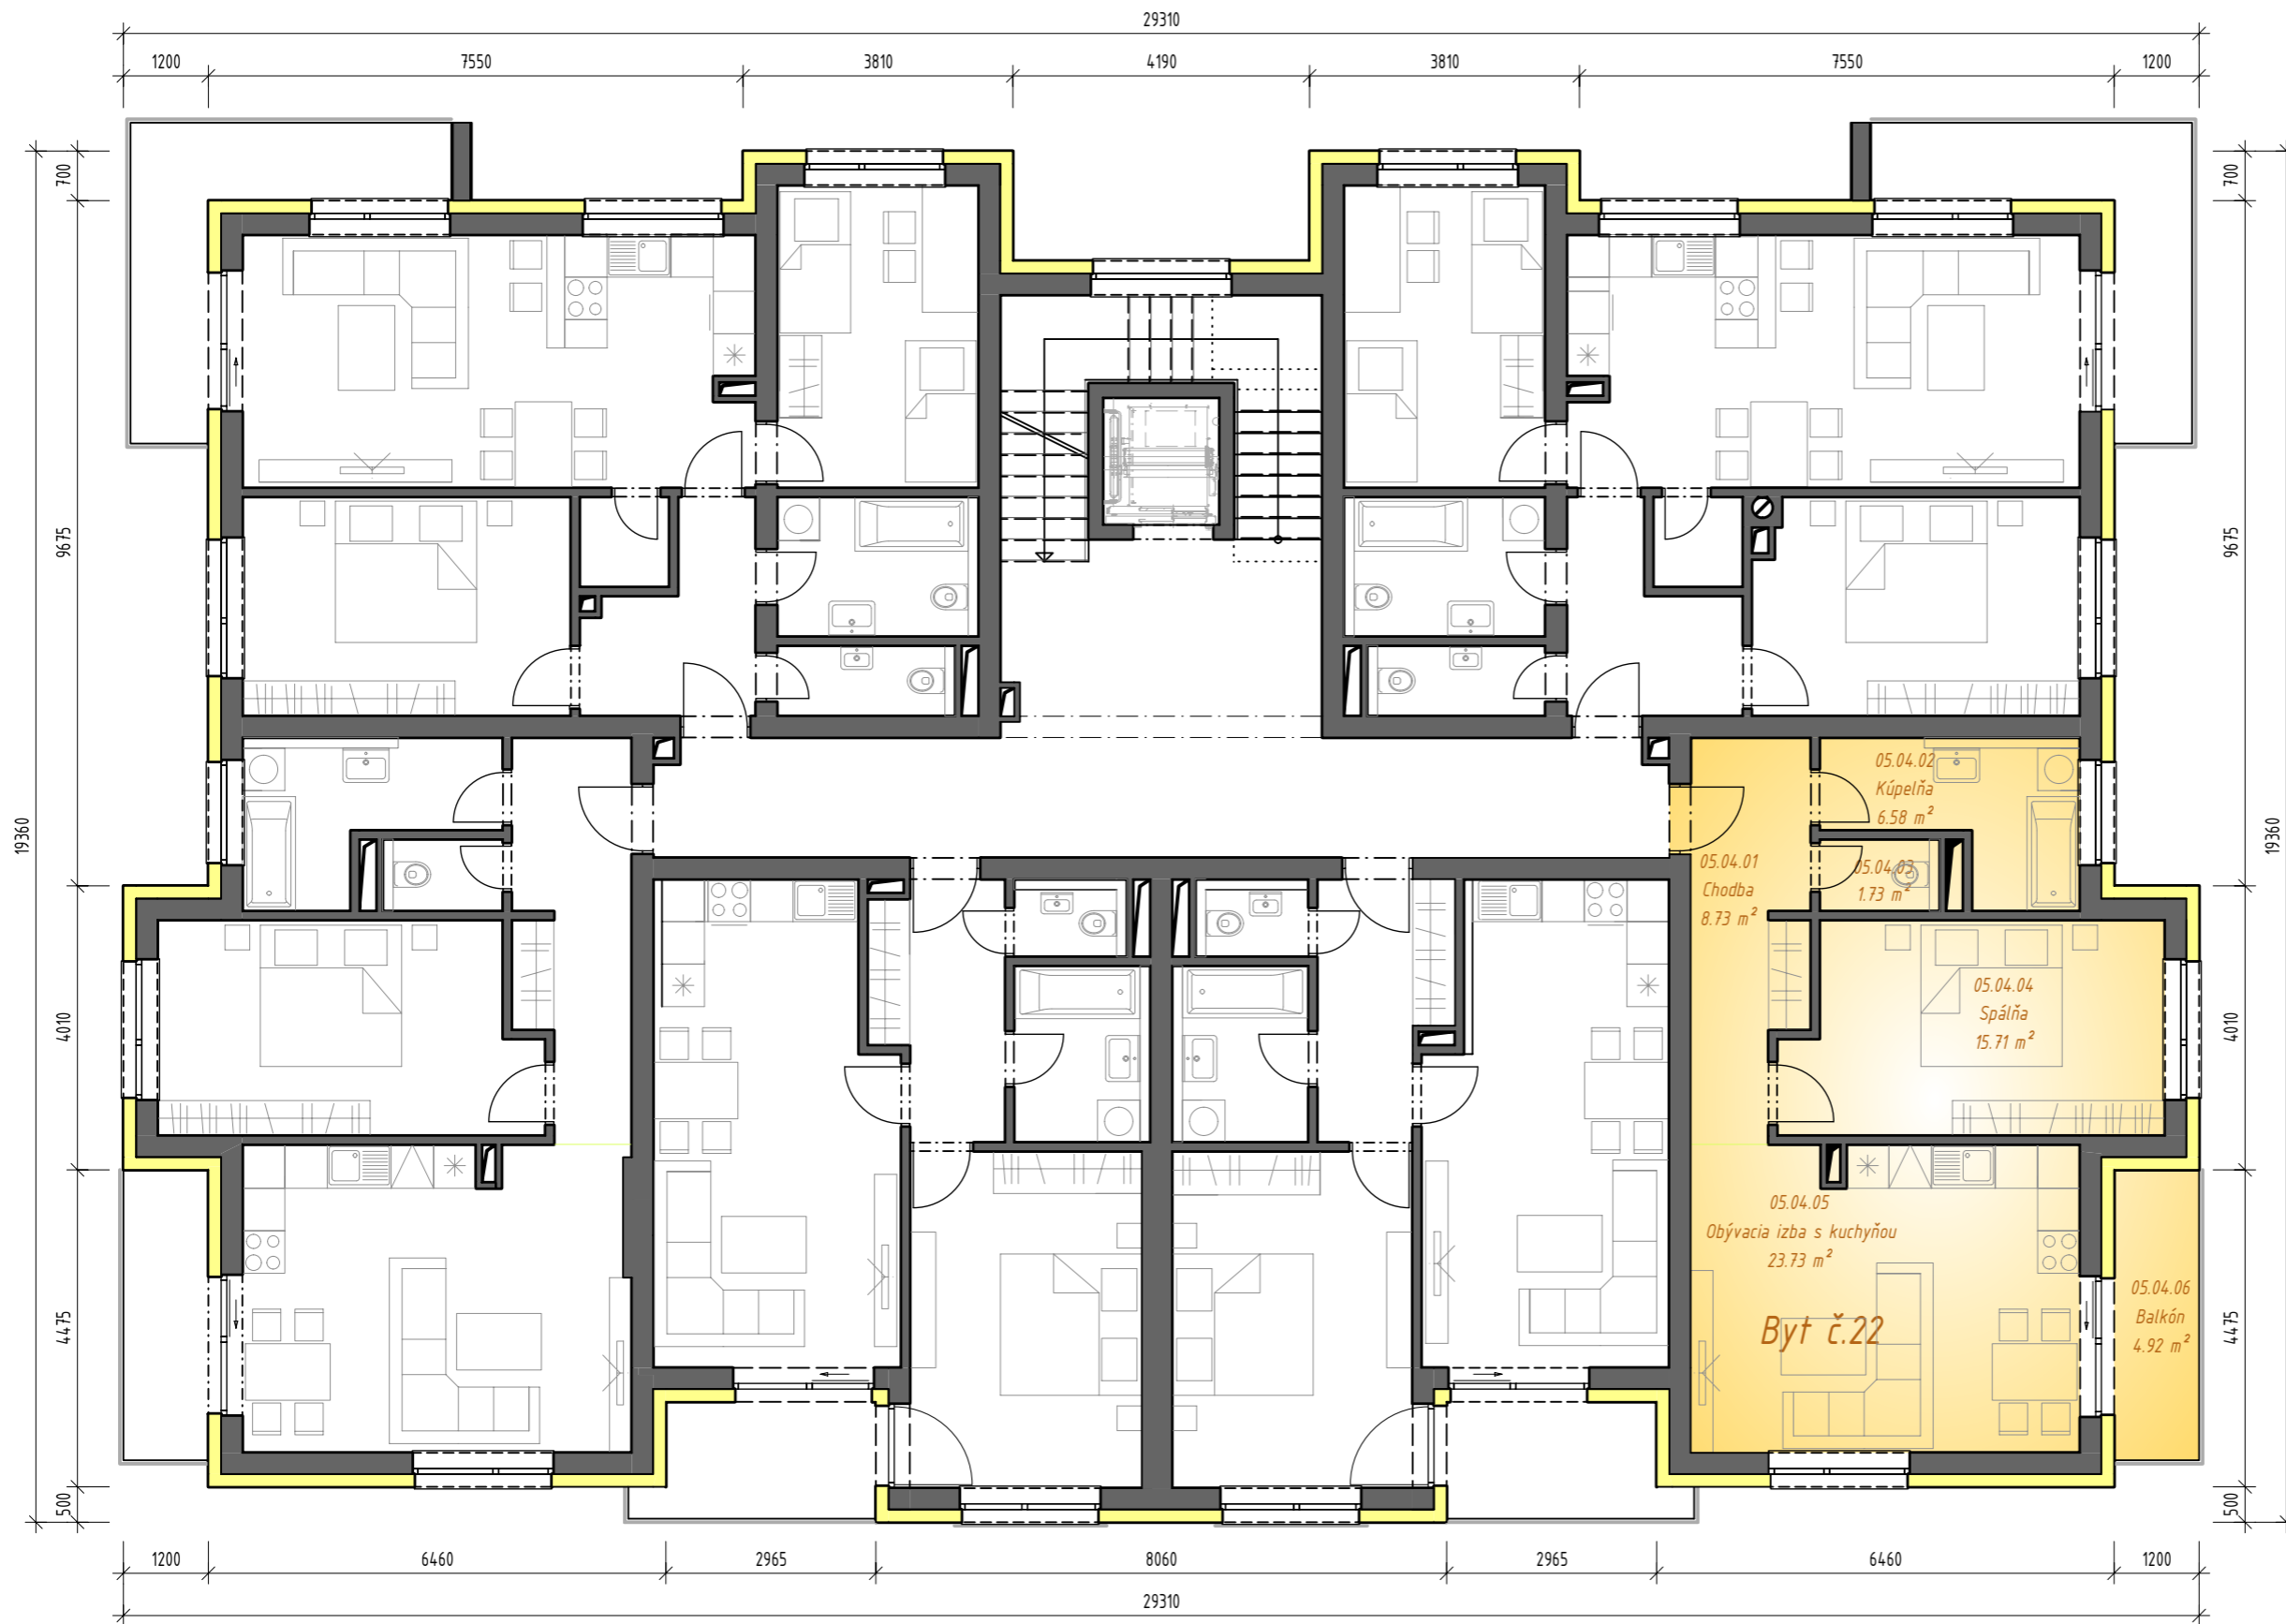 29310
1200 7550 3810 4190 3810 7550 1200
700
9675
19360
4010
4475
500
700
9675
19360
4010
4475
500
05.04.02
Kúpelňa
6.58 m²
05.04.01
Chodba
8.73 m²
05.04.03
1.73 m²
05.04.04
Spálňa
15.71 m²
05.04.05
Obývacia izba s kuchyňou
23.73 m²
Byt č.22
05.04.06
Balkón
4.92 m²
1200 6460 2965 8060 2965 6460 1200
29310